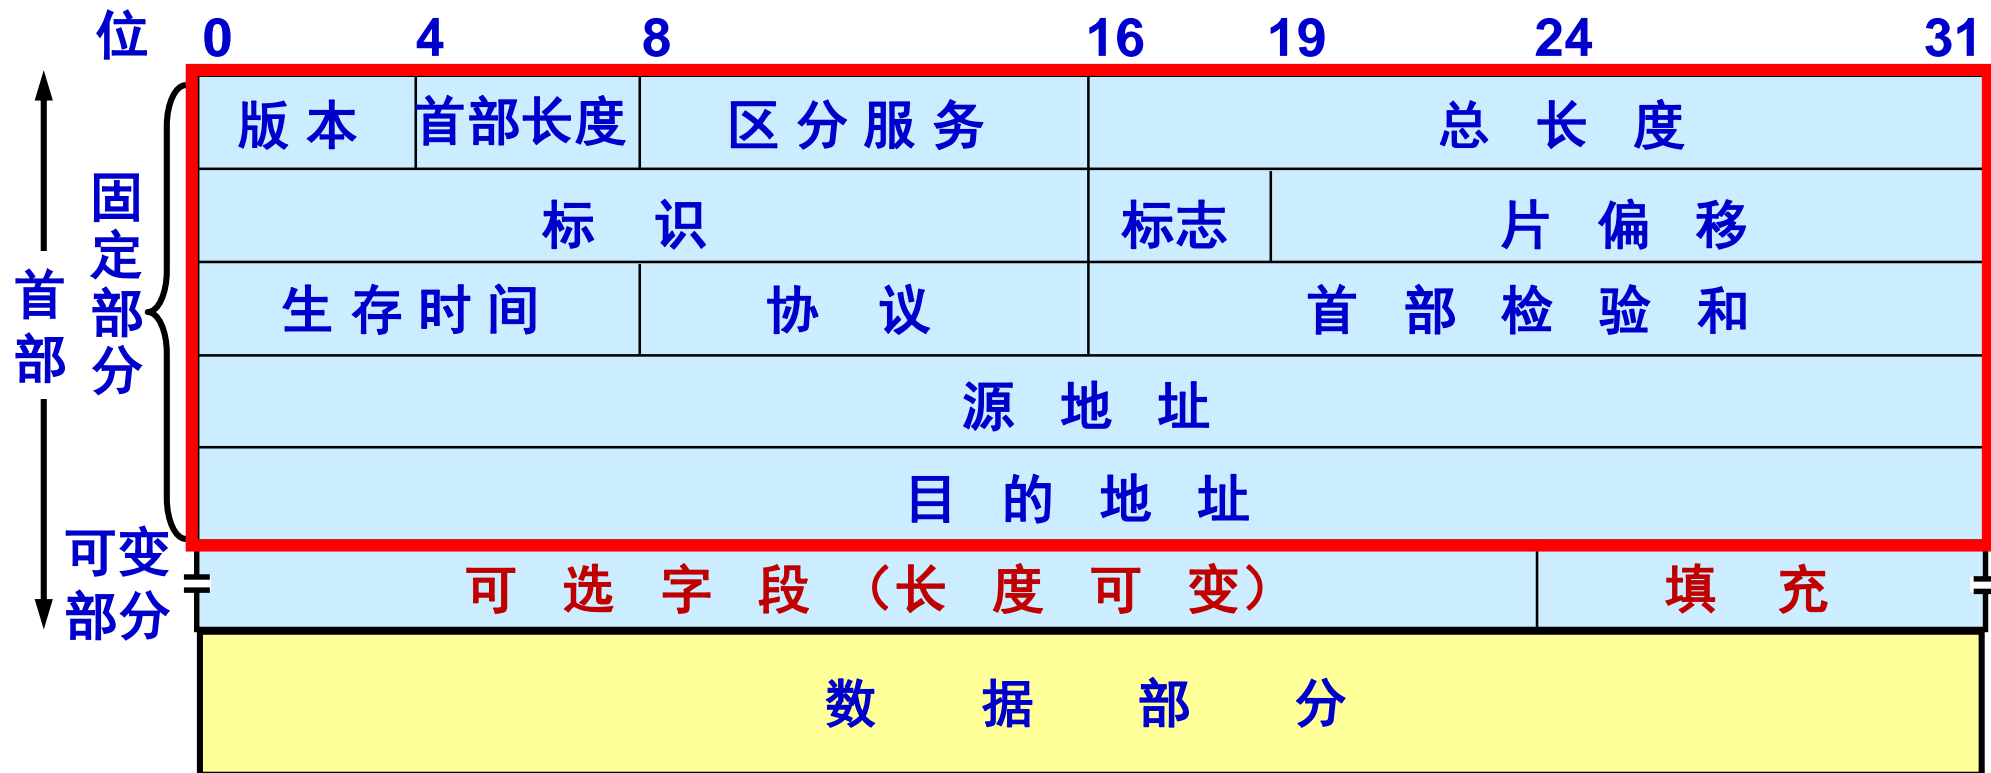 位 0 4 8 16 19 24 31
版本 首部长度 区分服务 总长度
标识 标志 片偏移
生存时间 协议 首部检验和
源地址
目的地址
可选字段（长度可变） 填充
数据部分
首部
固定部分
可变
部分